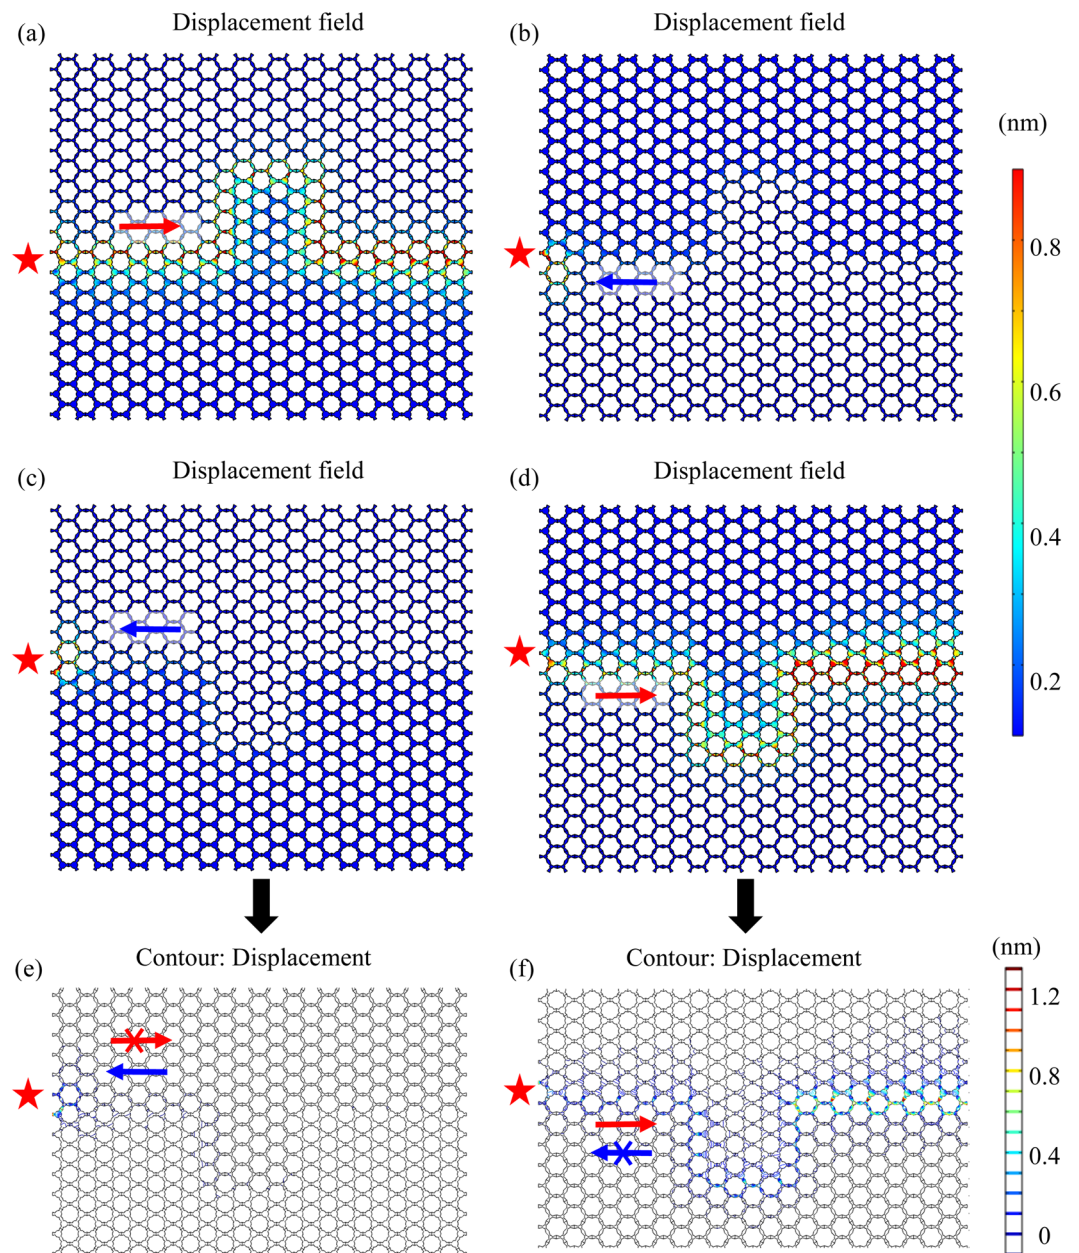 (a)
Displacement field
(b)
Displacement field
(nm)
0.8
0.6
0.4
0.2
(c)
Displacement field
(d)
Displacement field
(e)
Contour: Displacement
(f)
Contour: Displacement
(nm)
1.2
0.8
0.4
0